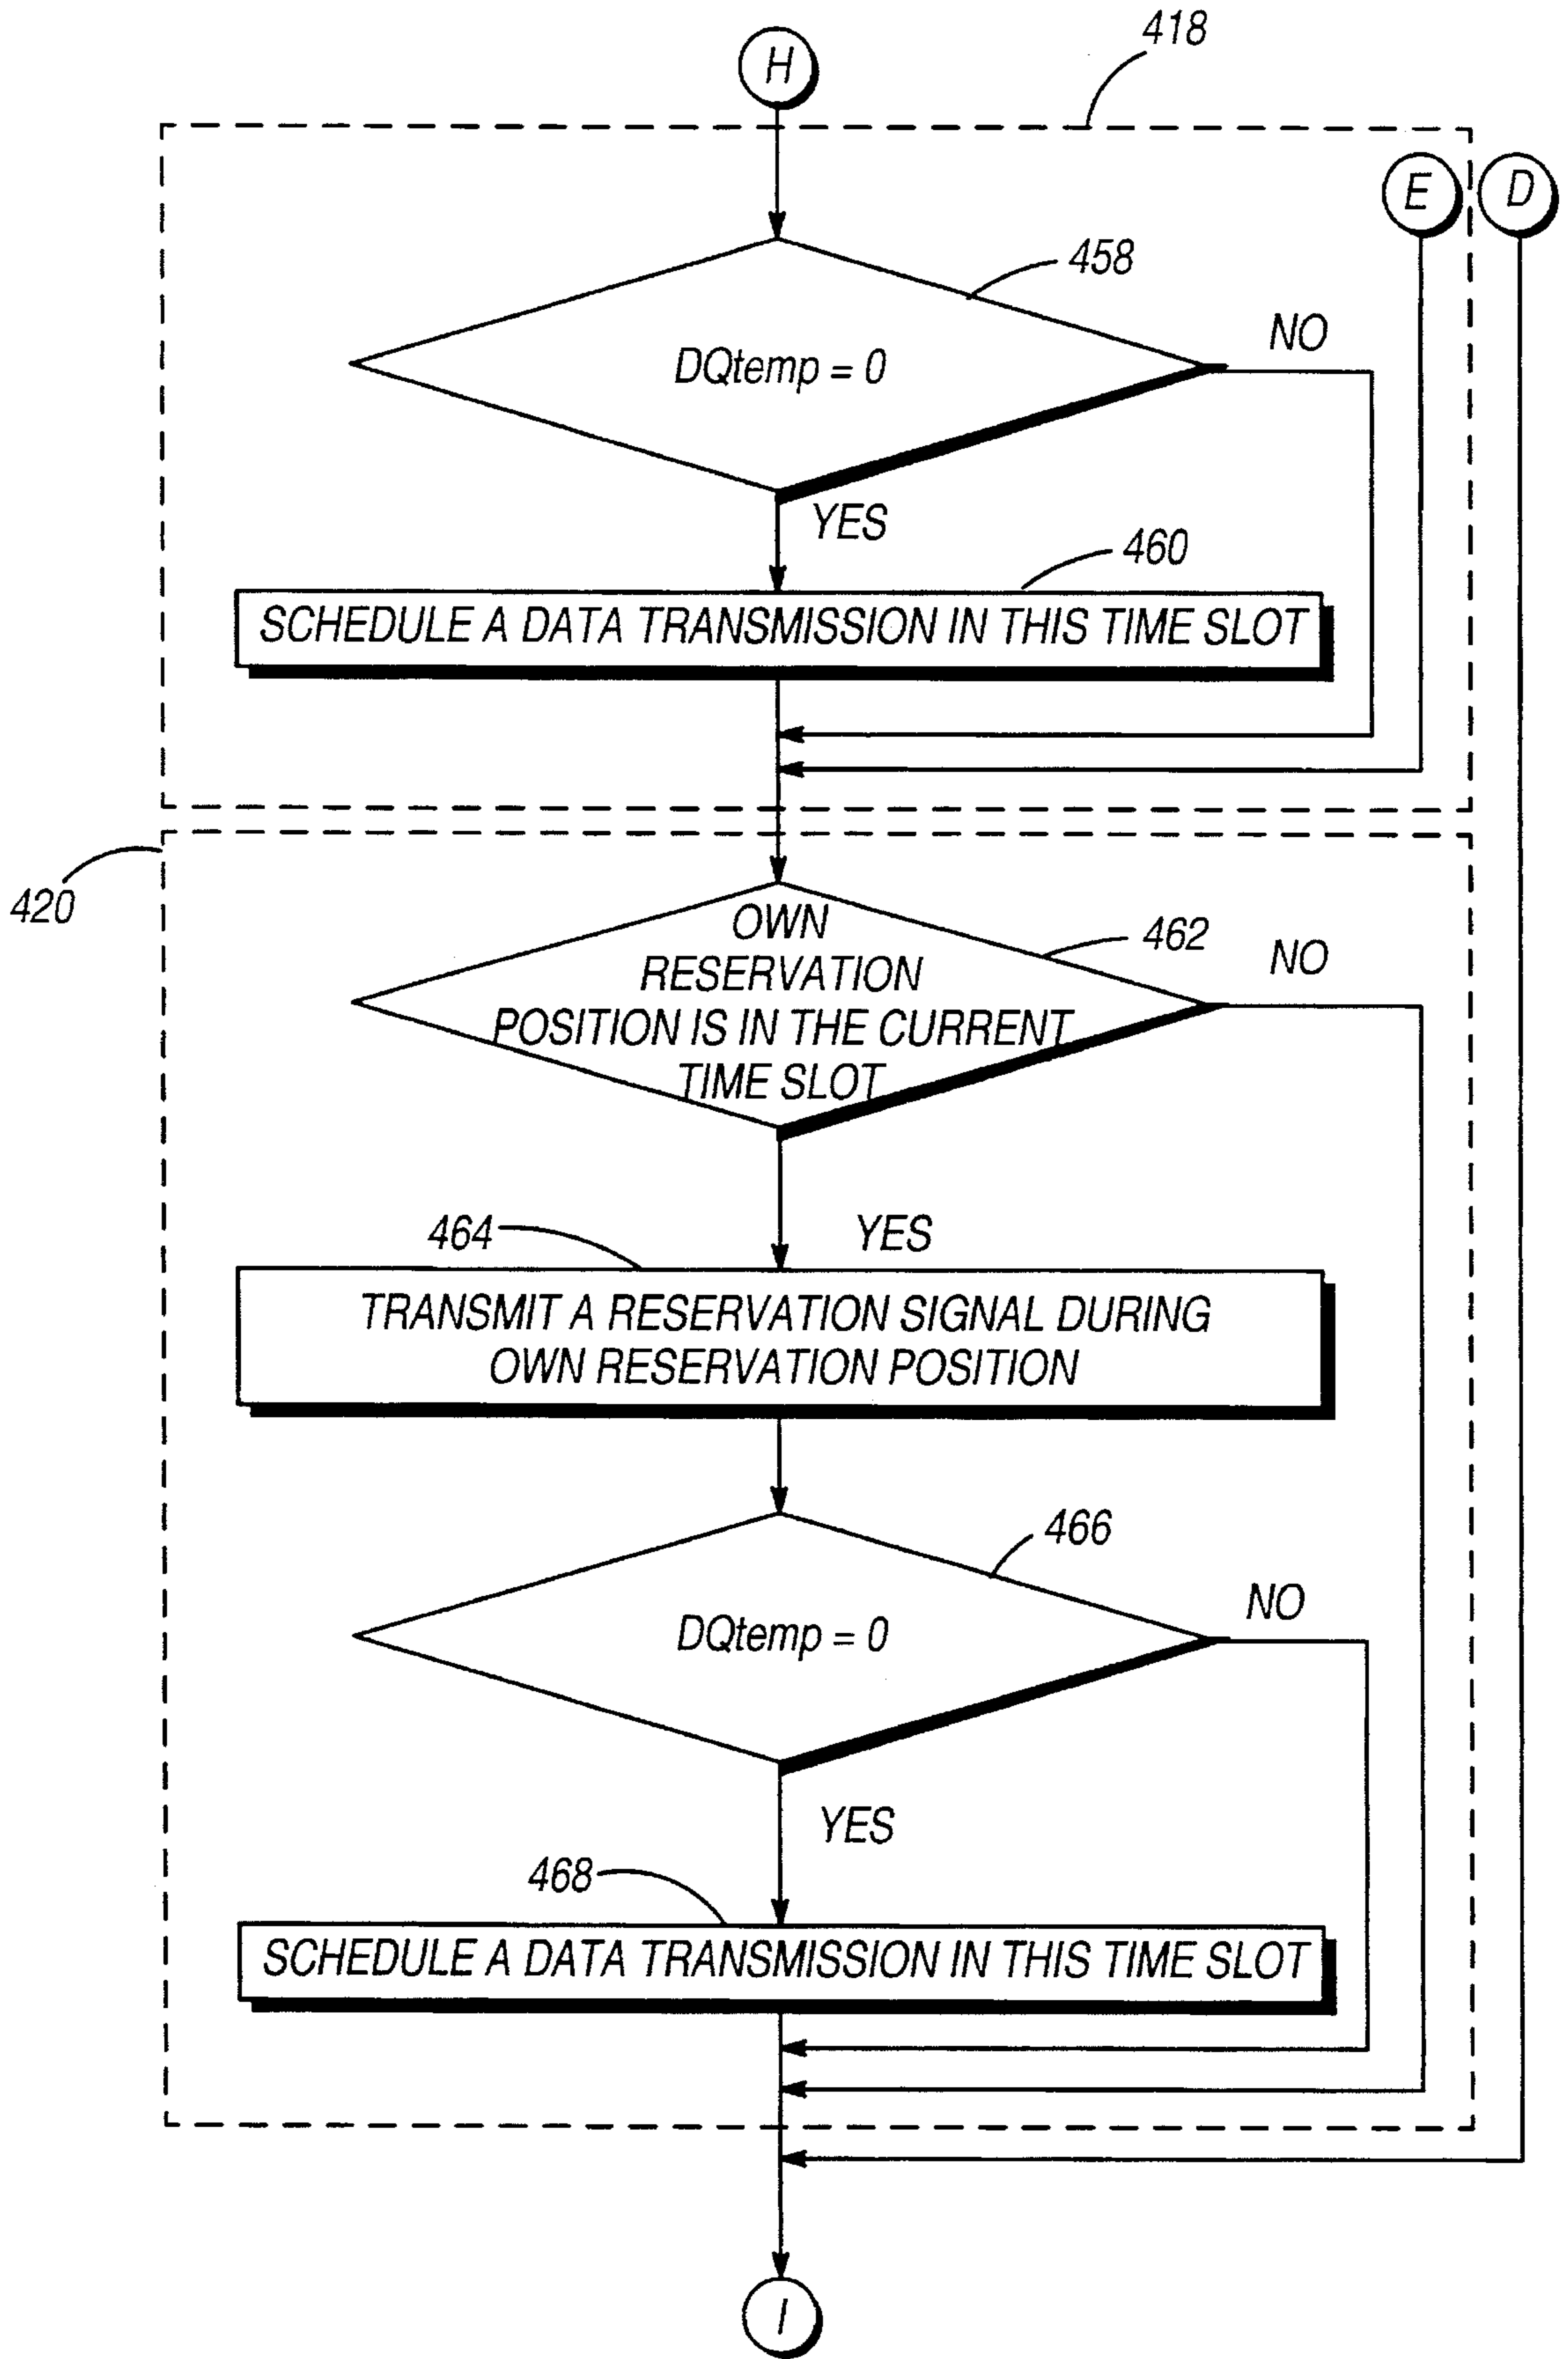 418
H
E
D
458
NO
DQtemp = 0
YES
460
SCHEDULE A DATA TRANSMISSION IN THIS TIME SLOT
420
OWN
RESERVATION
POSITION IS IN THE CURRENT
TIME SLOT
462
NO
464
YES
TRANSMIT A RESERVATION SIGNAL DURING
OWN RESERVATION POSITION
466
NO
DQtemp = 0
YES
468
SCHEDULE A DATA TRANSMISSION IN THIS TIME SLOT
I